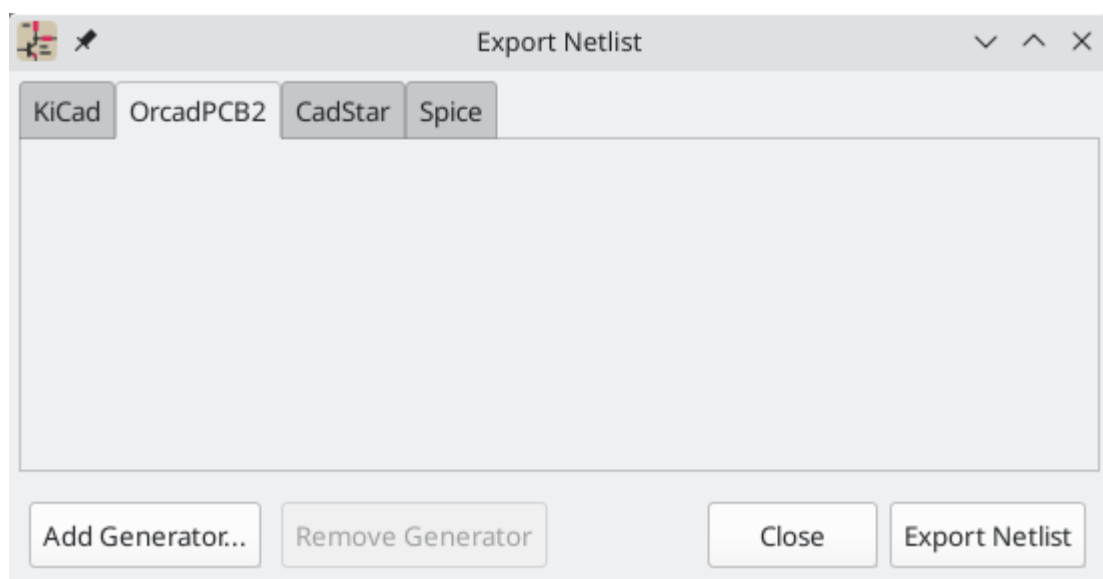 Export Netlist
KiCad OrcadPCB2 CadStar Spice
Add Generator... Remove Generator Close Export Netlist